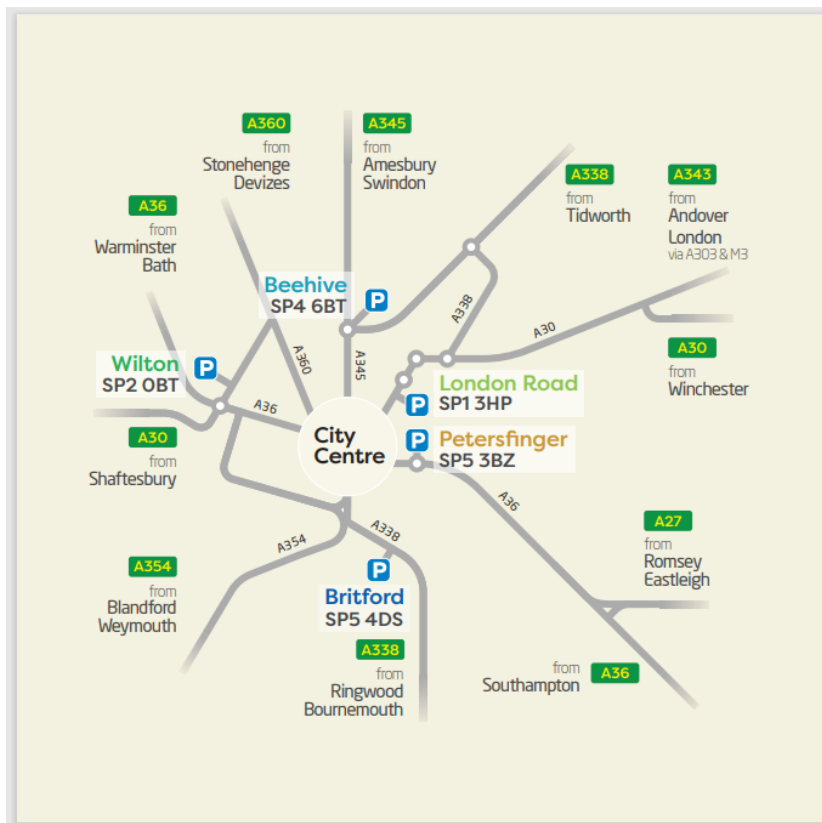 A360
from
Stonehenge
Devizes
A345
from
Amesbury
Swindon
A338
from
Tidworth
A343
from
Andover
London
via A303 & M3
A36
from
Warminster
Bath
Beehive
SP4 6BT
P
A338
A30
A360
A345
Wilton
SP2 0BT
P
A36
London Road
SP1 3HP
P
A30
from
Winchester
City
Centre
Petersfinger
SP5 3BZ
P
A30
from
Shaftesbury
A36
A338
A354
A27
from
Romsey
Eastleigh
A354
from
Blandford
Weymouth
P
Britford
SP5 4DS
A338
from
Ringwood
Bournemouth
from
Southampton
A36